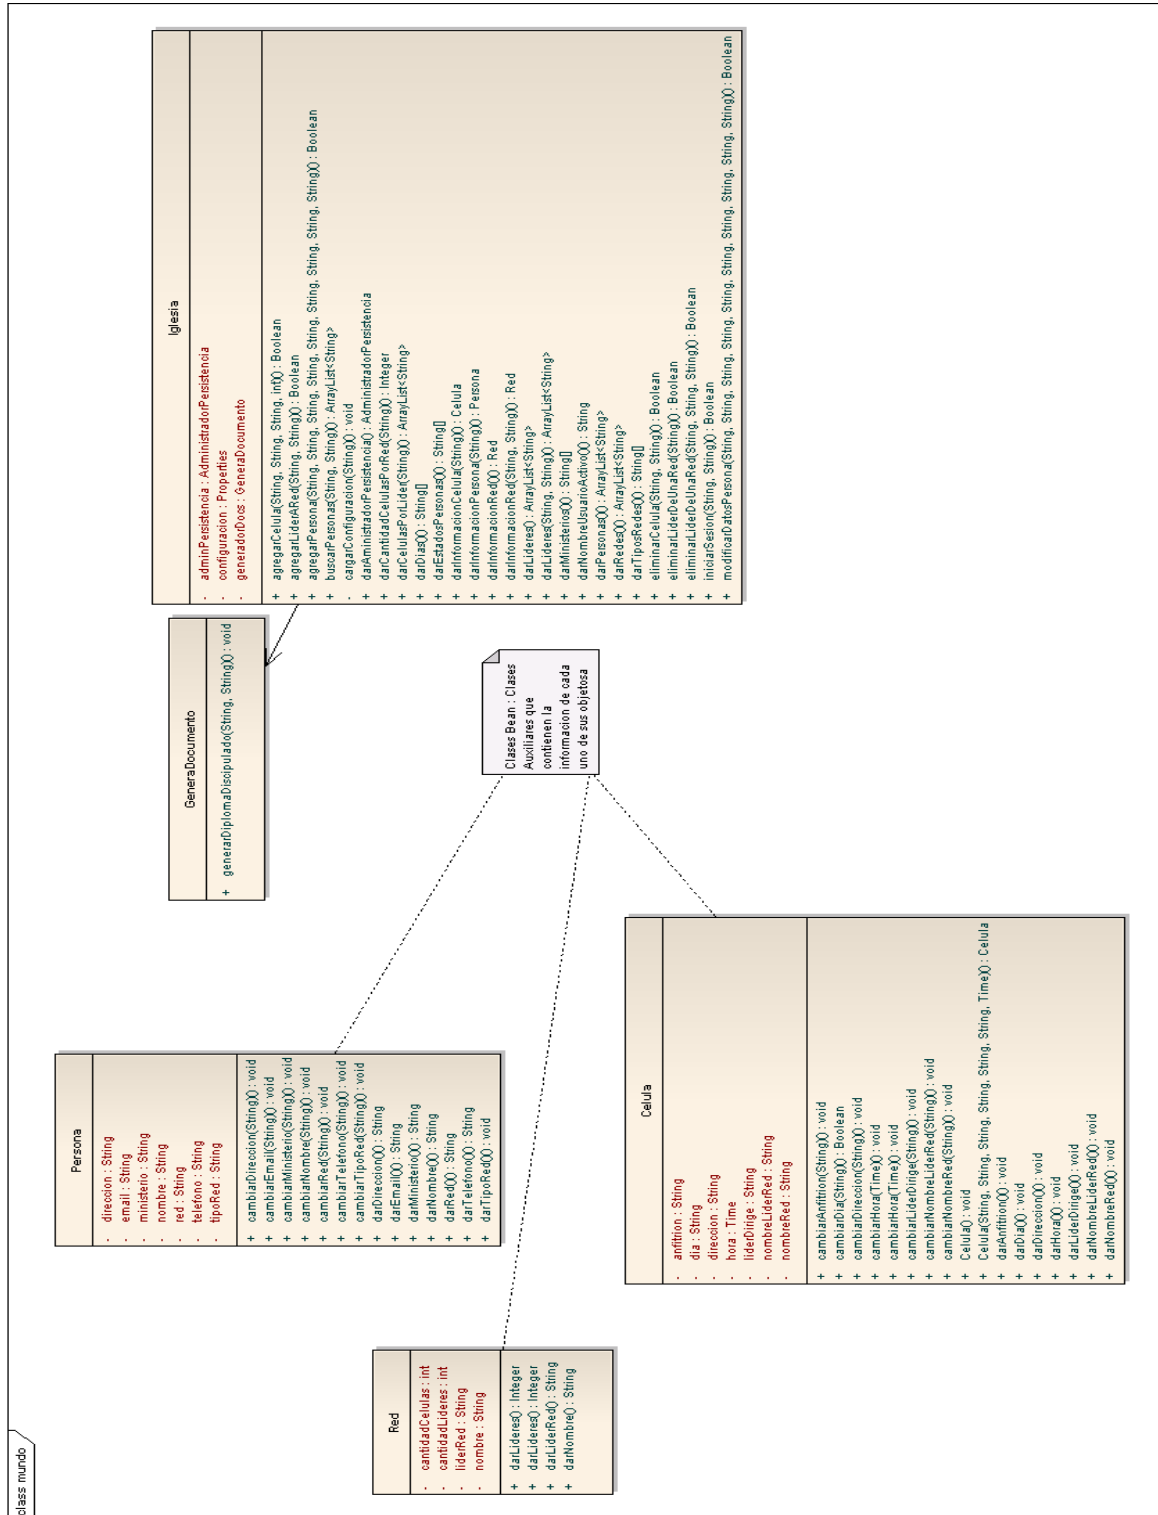 class mundo
Red
- cantidadCelulas : int
- cantidadLideres : int
- liderRed : String
- nombre : String
+ darLideres() : Integer
+ darLideres() : Integer
+ darLiderRed() : String
+ darNombre() : String
Persona
- direccion : String
- email : String
- ministerio : String
- nombre : String
- red : String
- telefono : String
- tipoRed : String
+ cambiarDireccion(String)() : void
+ cambiarEmail(String)() : void
+ cambiarMinisterio(String)() : void
+ cambiarNombre(String)() : void
+ cambiarRed(String)() : void
+ cambiarTelefono(String)() : void
+ cambiarTipoRed(String)() : void
+ darDireccion()() : String
+ darEmail()() : String
+ darMinisterio()() : String
+ darNombre()() : String
+ darRed()() : String
+ darTelefono()() : String
+ darTipoRed()() : void
Celula
- anfitrion : String
- dia : String
- direccion : String
- hora : Time
- liderDirige : String
- nombreLiderRed : String
- nombreRed : String
+ cambiarAnfitrion(String)() : void
+ cambiarDia(String)() : Boolean
+ cambiarDireccion(String)() : void
+ cambiarHora(Time)() : void
+ cambiarHora(Time)() : void
+ cambiarLiderDirige(String)() : void
+ cambiarNombreLiderRed(String)() : void
+ cambiarNombreRed(String)() : void
+ Celula() : void
+ Celula(String, String, String, String, String, Time)() : Celula
+ darAnfitrion()() : void
+ darDia()() : void
+ darDireccion()() : void
+ darHora()() : void
+ darLiderDirige()() : void
+ darNombreLiderRed()() : void
+ darNombreRed()() : void
GeneraDocumento
+ generarDiplomaDiscipulado(String, String)() : void
Clases Bean : Clases
Auxiliares que
contienen la
informacion de cada
uno de sus objetosa
Iglesia
- adminPersistencia : AdministradorPersistencia
- configuracion : Properties
- generadorDocs : GeneraDocumento
+ agregarCelula(String, String, String, int)() : Boolean
+ agregarLiderARed(String, String)() : Boolean
+ agregarPersona(String, String, String, String, String, String, String)() : Boolean
+ buscarPersonas(String, String)() : ArrayList<String>
- cargarConfiguracion(String)() : void
+ darAministradorPersistencia() : AdministradorPersistencia
+ darCantidadCelulasPorRed(String)() : Integer
+ darCelulasPorLider(String)() : ArrayList<String>
+ darDias()() : String[]
+ darEstadosPersonas()() : String[]
+ darInformacionCelula(String)() : Celula
+ darInformacionPersona(String)() : Persona
+ darInformacionRed()() : Red
+ darInformacionRed(String, String)() : Red
+ darLideres() : ArrayList<String>
+ darLideres(String, String)() : ArrayList<String>
+ darMinisterios()() : String[]
+ darNombreUsuarioActivo()() : String
+ darPersonas()() : ArrayList<String>
+ darRedes()() : ArrayList<String>
+ darTiposRedes()() : String[]
+ eliminarCelula(String, String)() : Boolean
+ eliminarLiderDeUnaRed(String)() : Boolean
+ eliminarLiderDeUnaRed(String, String)() : Boolean
+ iniciarSesion(String, String)() : Boolean
+ modificarDatosPersona(String, String, String, String, String, String, String, String)() : Boolean